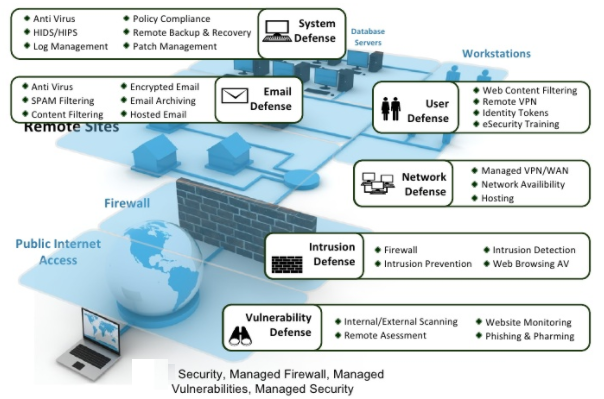 Anti Virus
HIDS/HIPS
Log Management
Policy Compliance
Remote Backup & Recovery
Patch Management
System
Defense
Database
Servers
Workstations
Anti Virus
SPAM Filtering
Content Filtering
Encrypted Email
Email Archiving
Hosted Email
Email
Defense
User
Defense
Web Content Filtering
Remote VPN
Identity Tokens
eSecurity Training
Remote Sites
Network
Defense
Managed VPN/WAN
Network Availibility
Hosting
Firewall
Public Internet
Access
Intrusion
Defense
Firewall
Intrusion Prevention
Intrusion Detection
Web Browsing AV
Vulnerability
Defense
Internal/External Scanning
Remote Asessment
Website Monitoring
Phishing & Pharming
Security, Managed Firewall, Managed
Vulnerabilities, Managed Security